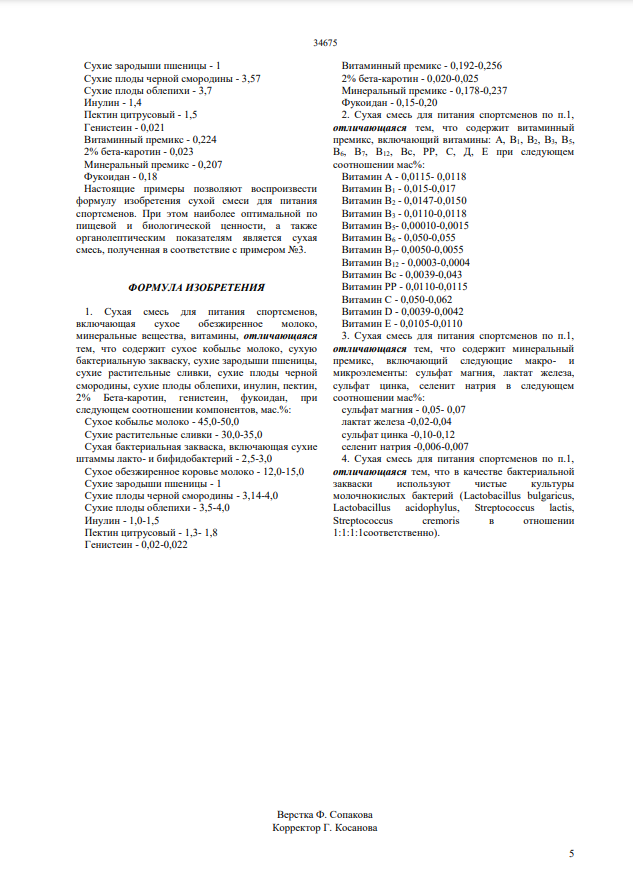 34675
Сухие зародыши пшеницы - 1
Сухие плоды черной смородины - 3,57
Сухие плоды облепихи - 3,7
Инулин - 1,4
Пектин цитрусовый - 1,5
Генистеин - 0,021
Витаминный премикс - 0,224
2% бета-каротин - 0,023
Минеральный премикс - 0,207
Фукоидан - 0,18
Настоящие примеры позволяют воспроизвести
формулу изобретения сухой смеси для питания
спортсменов. При этом наиболее оптимальной по
пищевой и биологической ценности, а также
органолептическим показателям является сухая
смесь, полученная в соответствие с примером №3.
ФОРМУЛА ИЗОБРЕТЕНИЯ
1. Сухая смесь для питания спортсменов,
включающая сухое обезжиренное молоко,
минеральные вещества, витамины, отличающаяся
тем, что содержит сухое кобылье молоко, сухую
бактериальную закваску, сухие зародыши пшеницы,
сухие растительные сливки, сухие плоды черной
смородины, сухие плоды облепихи, инулин, пектин,
2% Бета-каротин, генистеин, фукоидан, при
следующем соотношении компонентов, мас.%:
Сухое кобылье молоко - 45,0-50,0
Сухие растительные сливки - 30,0-35,0
Сухая бактериальная закваска, включающая сухие
штаммы лакто- и бифидобактерий - 2,5-3,0
Сухое обезжиренное коровье молоко - 12,0-15,0
Сухие зародыши пшеницы - 1
Сухие плоды черной смородины - 3,14-4,0
Сухие плоды облепихи - 3,5-4,0
Инулин - 1,0-1,5
Пектин цитрусовый - 1,3- 1,8
Генистеин - 0,02-0,022
Витаминный премикс - 0,192-0,256
2% бета-каротин - 0,020-0,025
Минеральный премикс - 0,178-0,237
Фукоидан - 0,15-0,20
2. Сухая смесь для питания спортсменов по п.1,
отличающаяся тем, что содержит витаминный
премикс, включающий витамины: А, В₁, В₂, В₃, В₅,
В₆, В₇, В₁₂, Вс, РР, С, Д, Е при следующем
соотношении мас%:
Витамин А - 0,0115- 0,0118
Витамин В₁ - 0,015-0,017
Витамин В₂ - 0,0147-0,0150
Витамин В₃ - 0,0110-0,0118
Витамин В₅- 0,00010-0,0015
Витамин В₆ - 0,050-0,055
Витамин В₇- 0,0050-0,0055
Витамин В₁₂ - 0,0003-0,0004
Витамин Вс - 0,0039-0,043
Витамин РР - 0,0110-0,0115
Витамин С - 0,050-0,062
Витамин D - 0,0039-0,0042
Витамин Е - 0,0105-0,0110
3. Сухая смесь для питания спортсменов по п.1,
отличающаяся тем, что содержит минеральный
премикс, включающий следующие макро- и
микроэлементы: сульфат магния, лактат железа,
сульфат цинка, селенит натрия в следующем
соотношении мас%:
сульфат магния - 0,05- 0,07
лактат железа -0,02-0,04
сульфат цинка -0,10-0,12
селенит натрия -0,006-0,007
4. Сухая смесь для питания спортсменов по п.1,
отличающаяся тем, что в качестве бактериальной
закваски используют чистые культуры
молочнокислых бактерий (Lactobacillus bulgaricus,
Lactobacillus acidophylus, Streptococcus lactis,
Streptococcus cremoris в отношении
1:1:1:1соответственно).
Верстка Ф. Сопакова
Корректор Г. Косанова
5